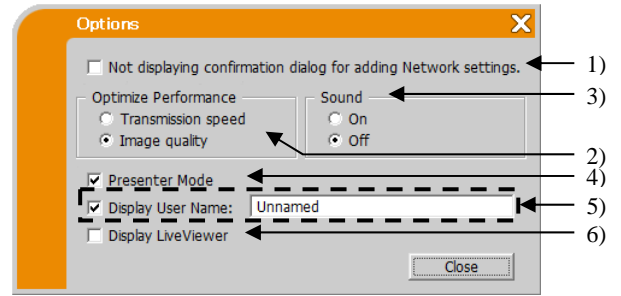 Options
Not displaying confirmation dialog for adding Network settings.
1)
Optimize Performance
Sound
3)
Transmission speed
On
Image quality
Off
2)
Presenter Mode
4)
Display User Name: Unnamed
5)
Display LiveViewer
6)
Close